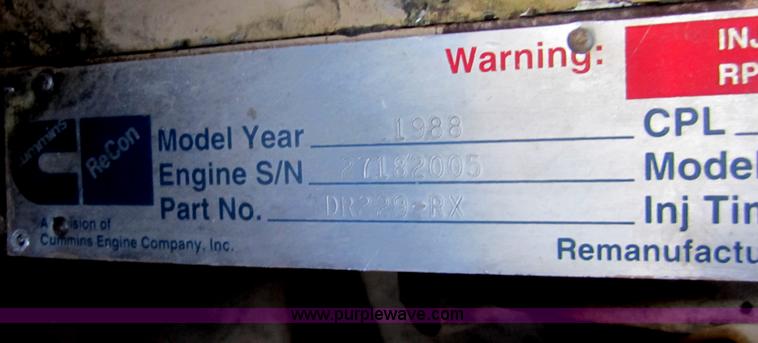 Warning:
INJ
RP
Cummins
ReCon
Model Year 1988
CPL
Engine S/N 27182005
Model
Part No. DR229-RX
Inj Tim
A Division of
Cummins Engine Company, Inc.
Remanufactu
www.purplewave.com